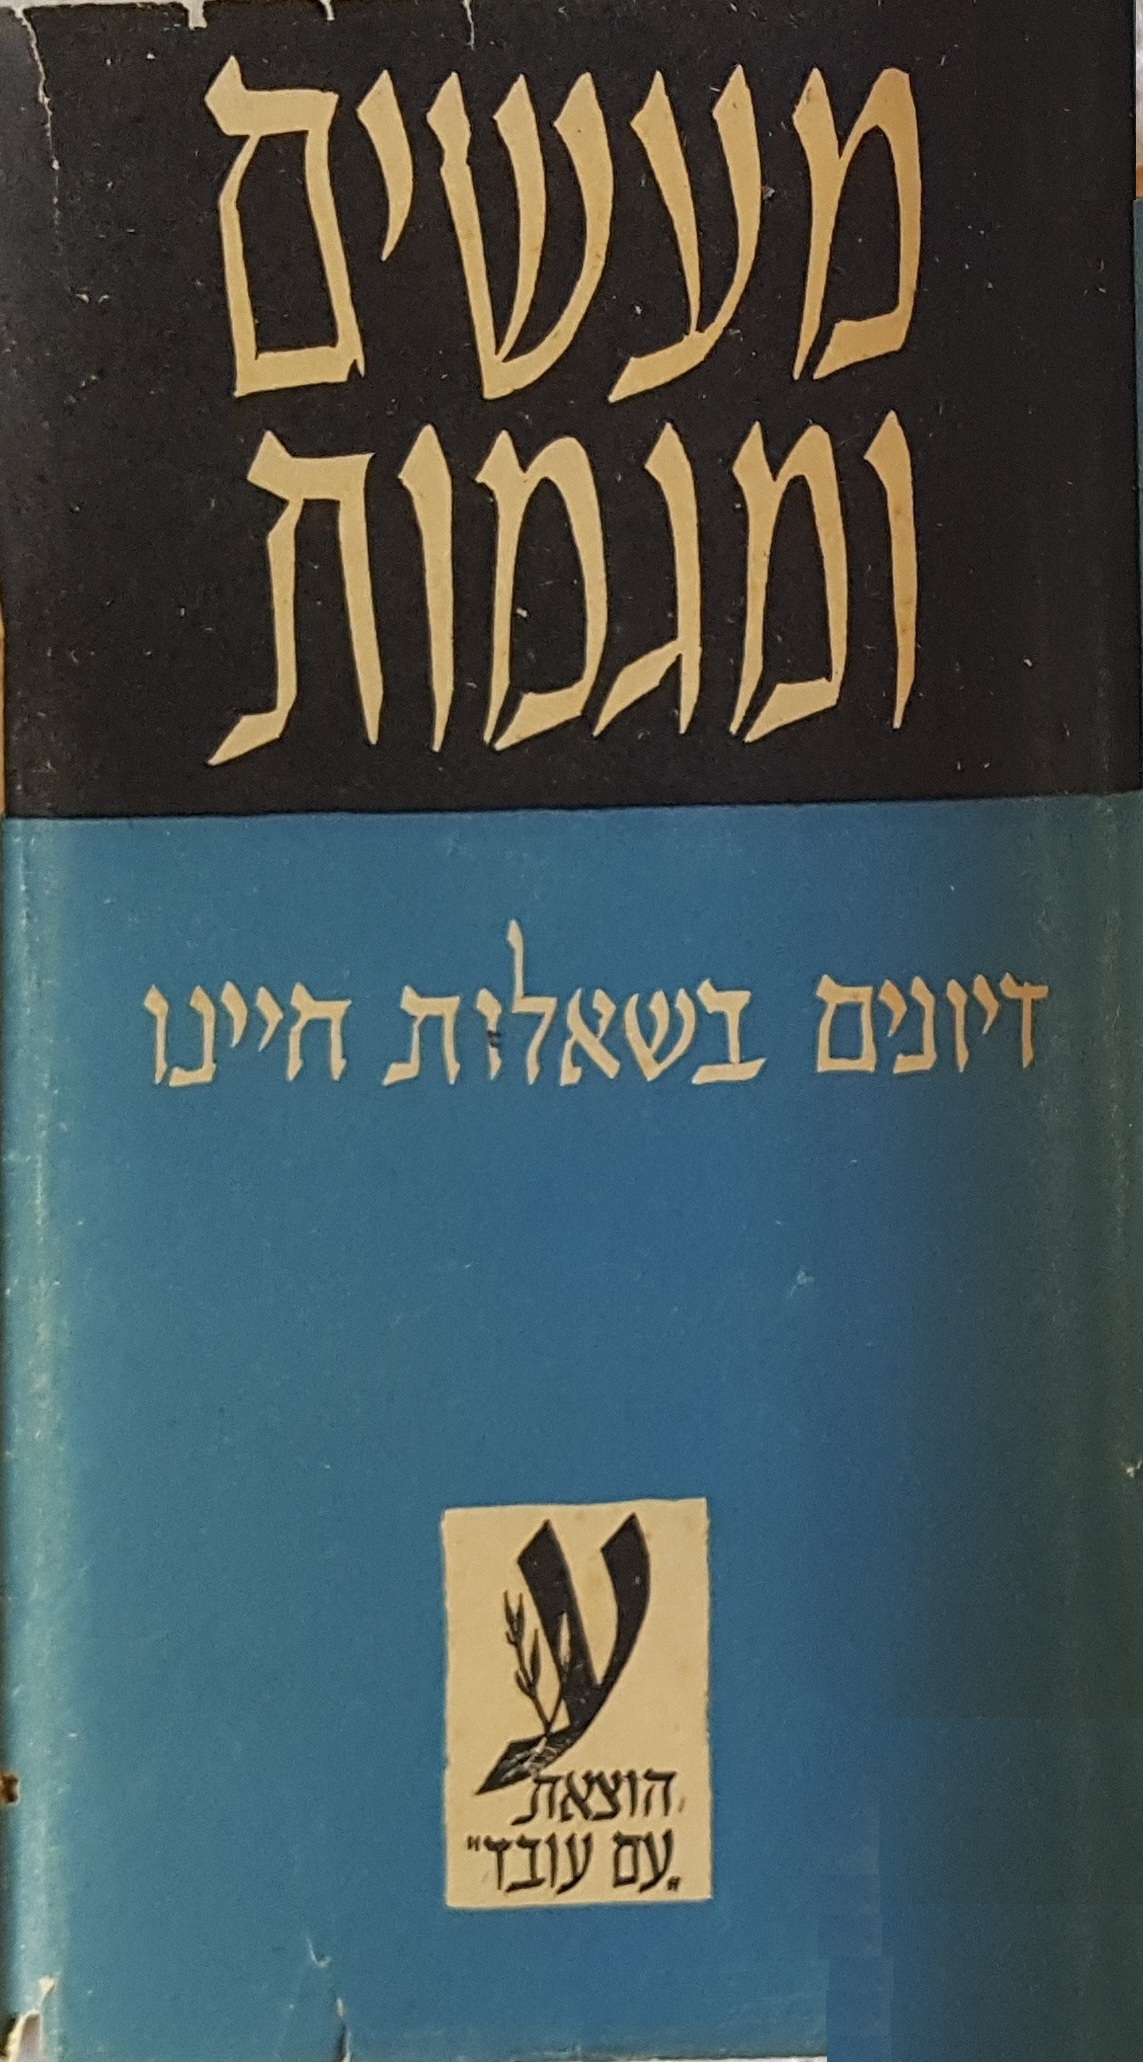 מעשים
ומגמות
דיונים בשאלות חיינו
הוצאת
„עם עובד"